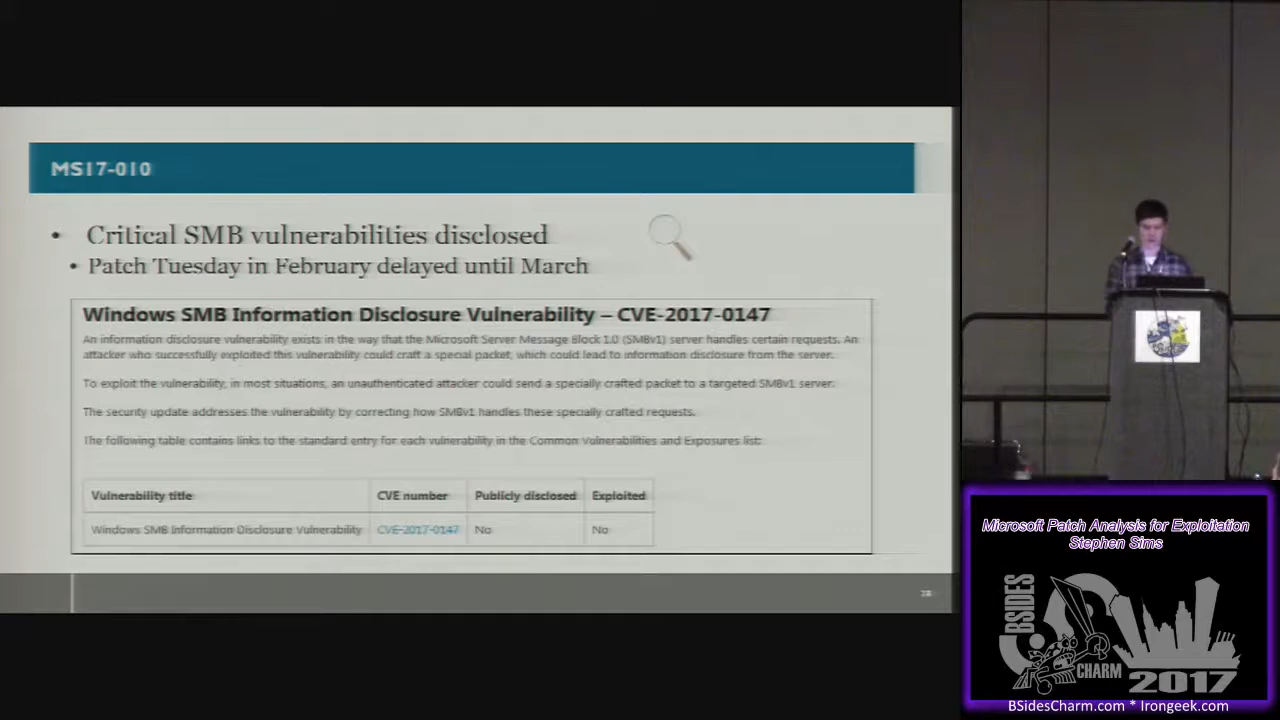 MS17-010
• Critical SMB vulnerabilities disclosed
• Patch Tuesday in February delayed until March
Windows SMB Information Disclosure Vulnerability – CVE-2017-0147
An information disclosure vulnerability exists in the way that the Microsoft Server Message Block 1.0 (SMBv1) server handles certain requests. An
attacker who successfully exploited this vulnerability could craft a special packet, which could lead to information disclosure from the server.
To exploit the vulnerability, in most situations, an unauthenticated attacker could send a specially crafted packet to a targeted SMBv1 server.
The security update addresses the vulnerability by correcting how SMBv1 handles these specially crafted requests.
The following table contains links to the standard entry for each vulnerability in the Common Vulnerabilities and Exposures list:
Vulnerability title CVE number Publicly disclosed Exploited
Windows SMB Information Disclosure Vulnerability CVE-2017-0147 No No
Microsoft Patch Analysis for Exploitation
Stephen Sims
BSIDES
CHARM
2017
BSidesCharm.com * Irongeek.com